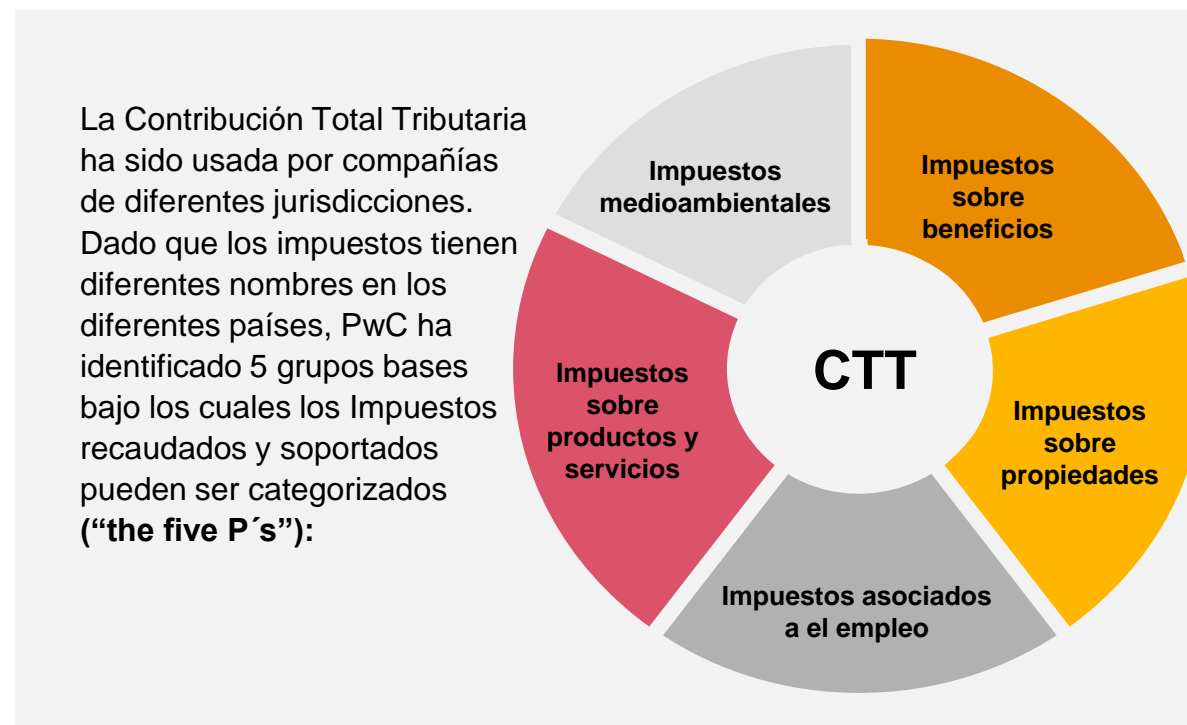 La Contribución Total Tributaria
ha sido usada por compañías
de diferentes jurisdicciones.
Dado que los impuestos tienen
diferentes nombres en los
diferentes países, PwC ha
identificado 5 grupos bases
bajo los cuales los Impuestos
recaudados y soportados
pueden ser categorizados
(“the five P´s”):
Impuestos
medioambientales
Impuestos
sobre
beneficios
Impuestos
sobre
productos y
servicios
CTT
Impuestos
sobre
propiedades
Impuestos asociados
a el empleo